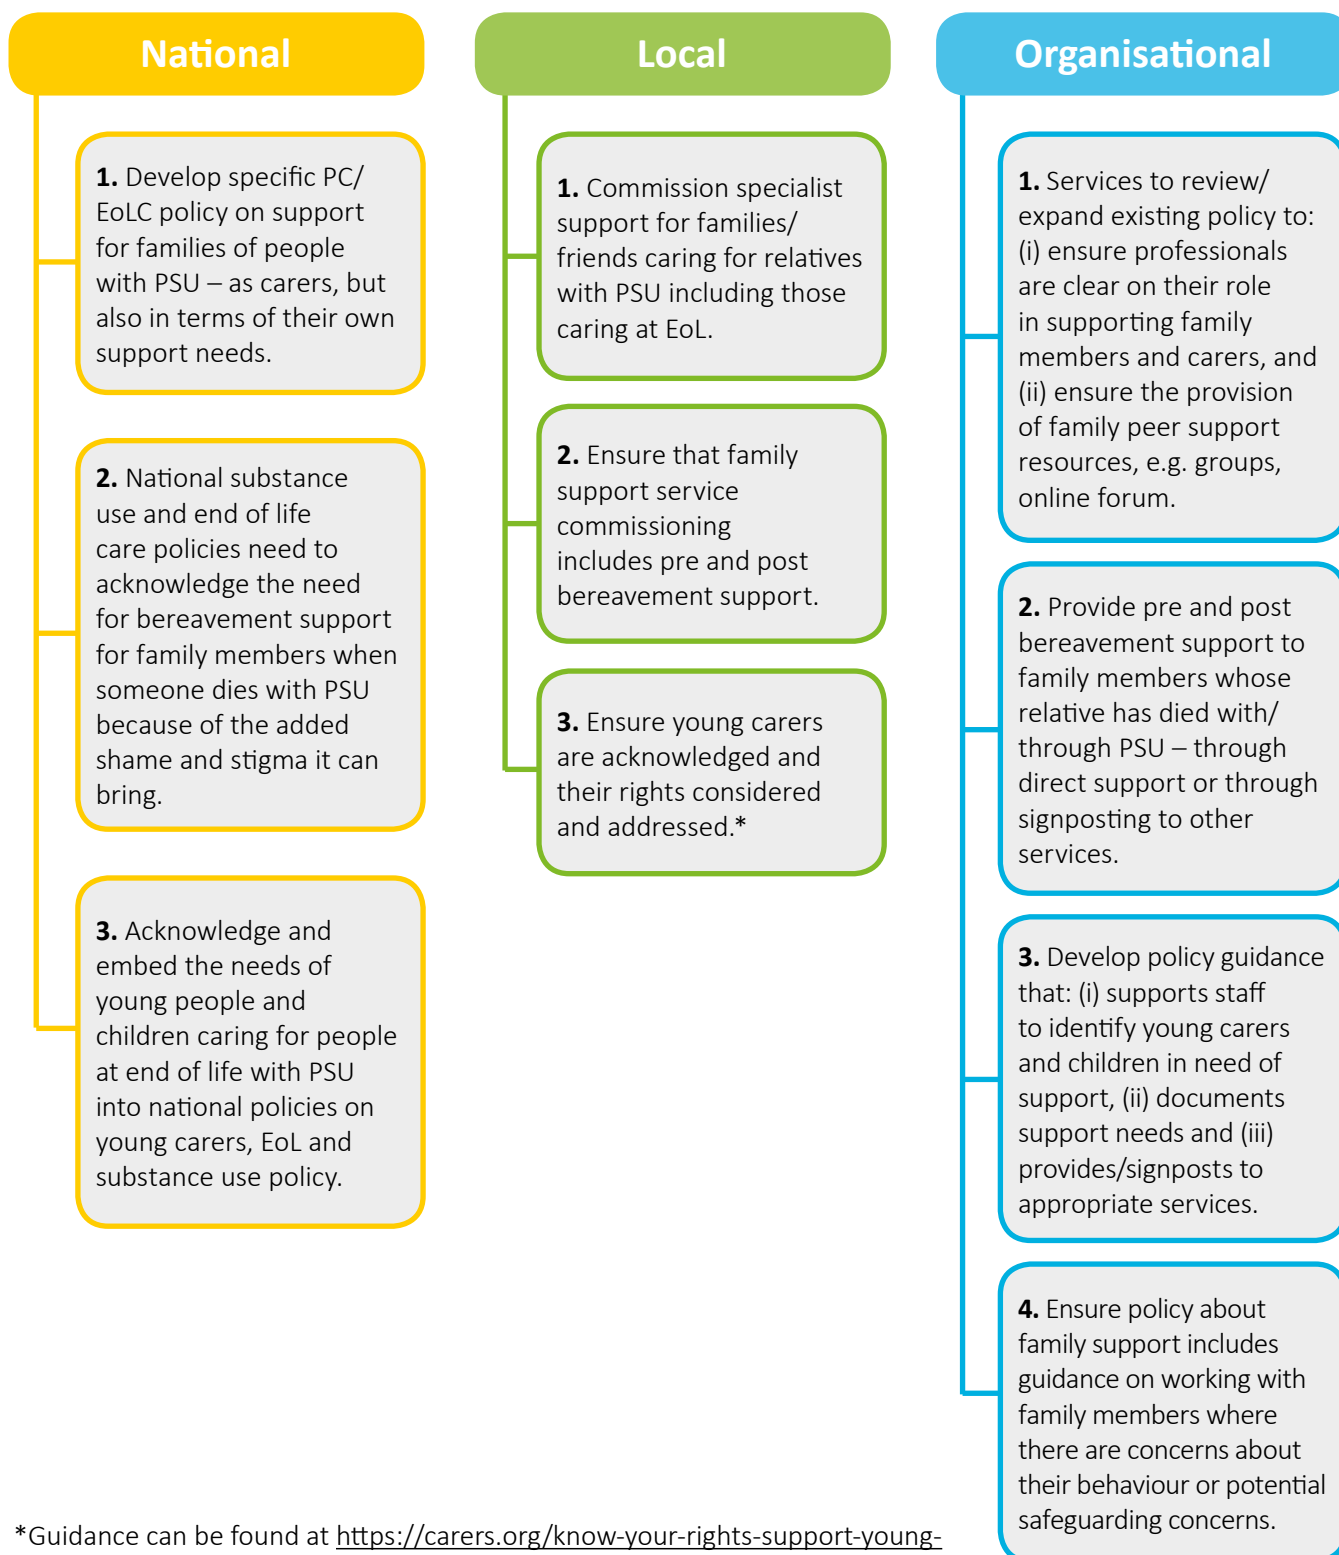 National
1. Develop specific PC/
EoLC policy on support
for families of people
with PSU – as carers, but
also in terms of their own
support needs.
2. National substance
use and end of life
care policies need to
acknowledge the need
for bereavement support
for family members when
someone dies with PSU
because of the added
shame and stigma it can
bring.
3. Acknowledge and
embed the needs of
young people and
children caring for people
at end of life with PSU
into national policies on
young carers, EoL and
substance use policy.
Local
1. Commission specialist
support for families/
friends caring for relatives
with PSU including those
caring at EoL.
2. Ensure that family
support service
commissioning
includes pre and post
bereavement support.
3. Ensure young carers
are acknowledged and
their rights considered
and addressed.*
Organisational
1. Services to review/
expand existing policy to:
(i) ensure professionals
are clear on their role
in supporting family
members and carers, and
(ii) ensure the provision
of family peer support
resources, e.g. groups,
online forum.
2. Provide pre and post
bereavement support to
family members whose
relative has died with/
through PSU – through
direct support or through
signposting to other
services.
3. Develop policy guidance
that: (i) supports staff
to identify young carers
and children in need of
support, (ii) documents
support needs and (iii)
provides/signposts to
appropriate services.
4. Ensure policy about
family support includes
guidance on working with
family members where
there are concerns about
their behaviour or potential
safeguarding concerns.
*Guidance can be found at https://carers.org/know-your-rights-support-young-